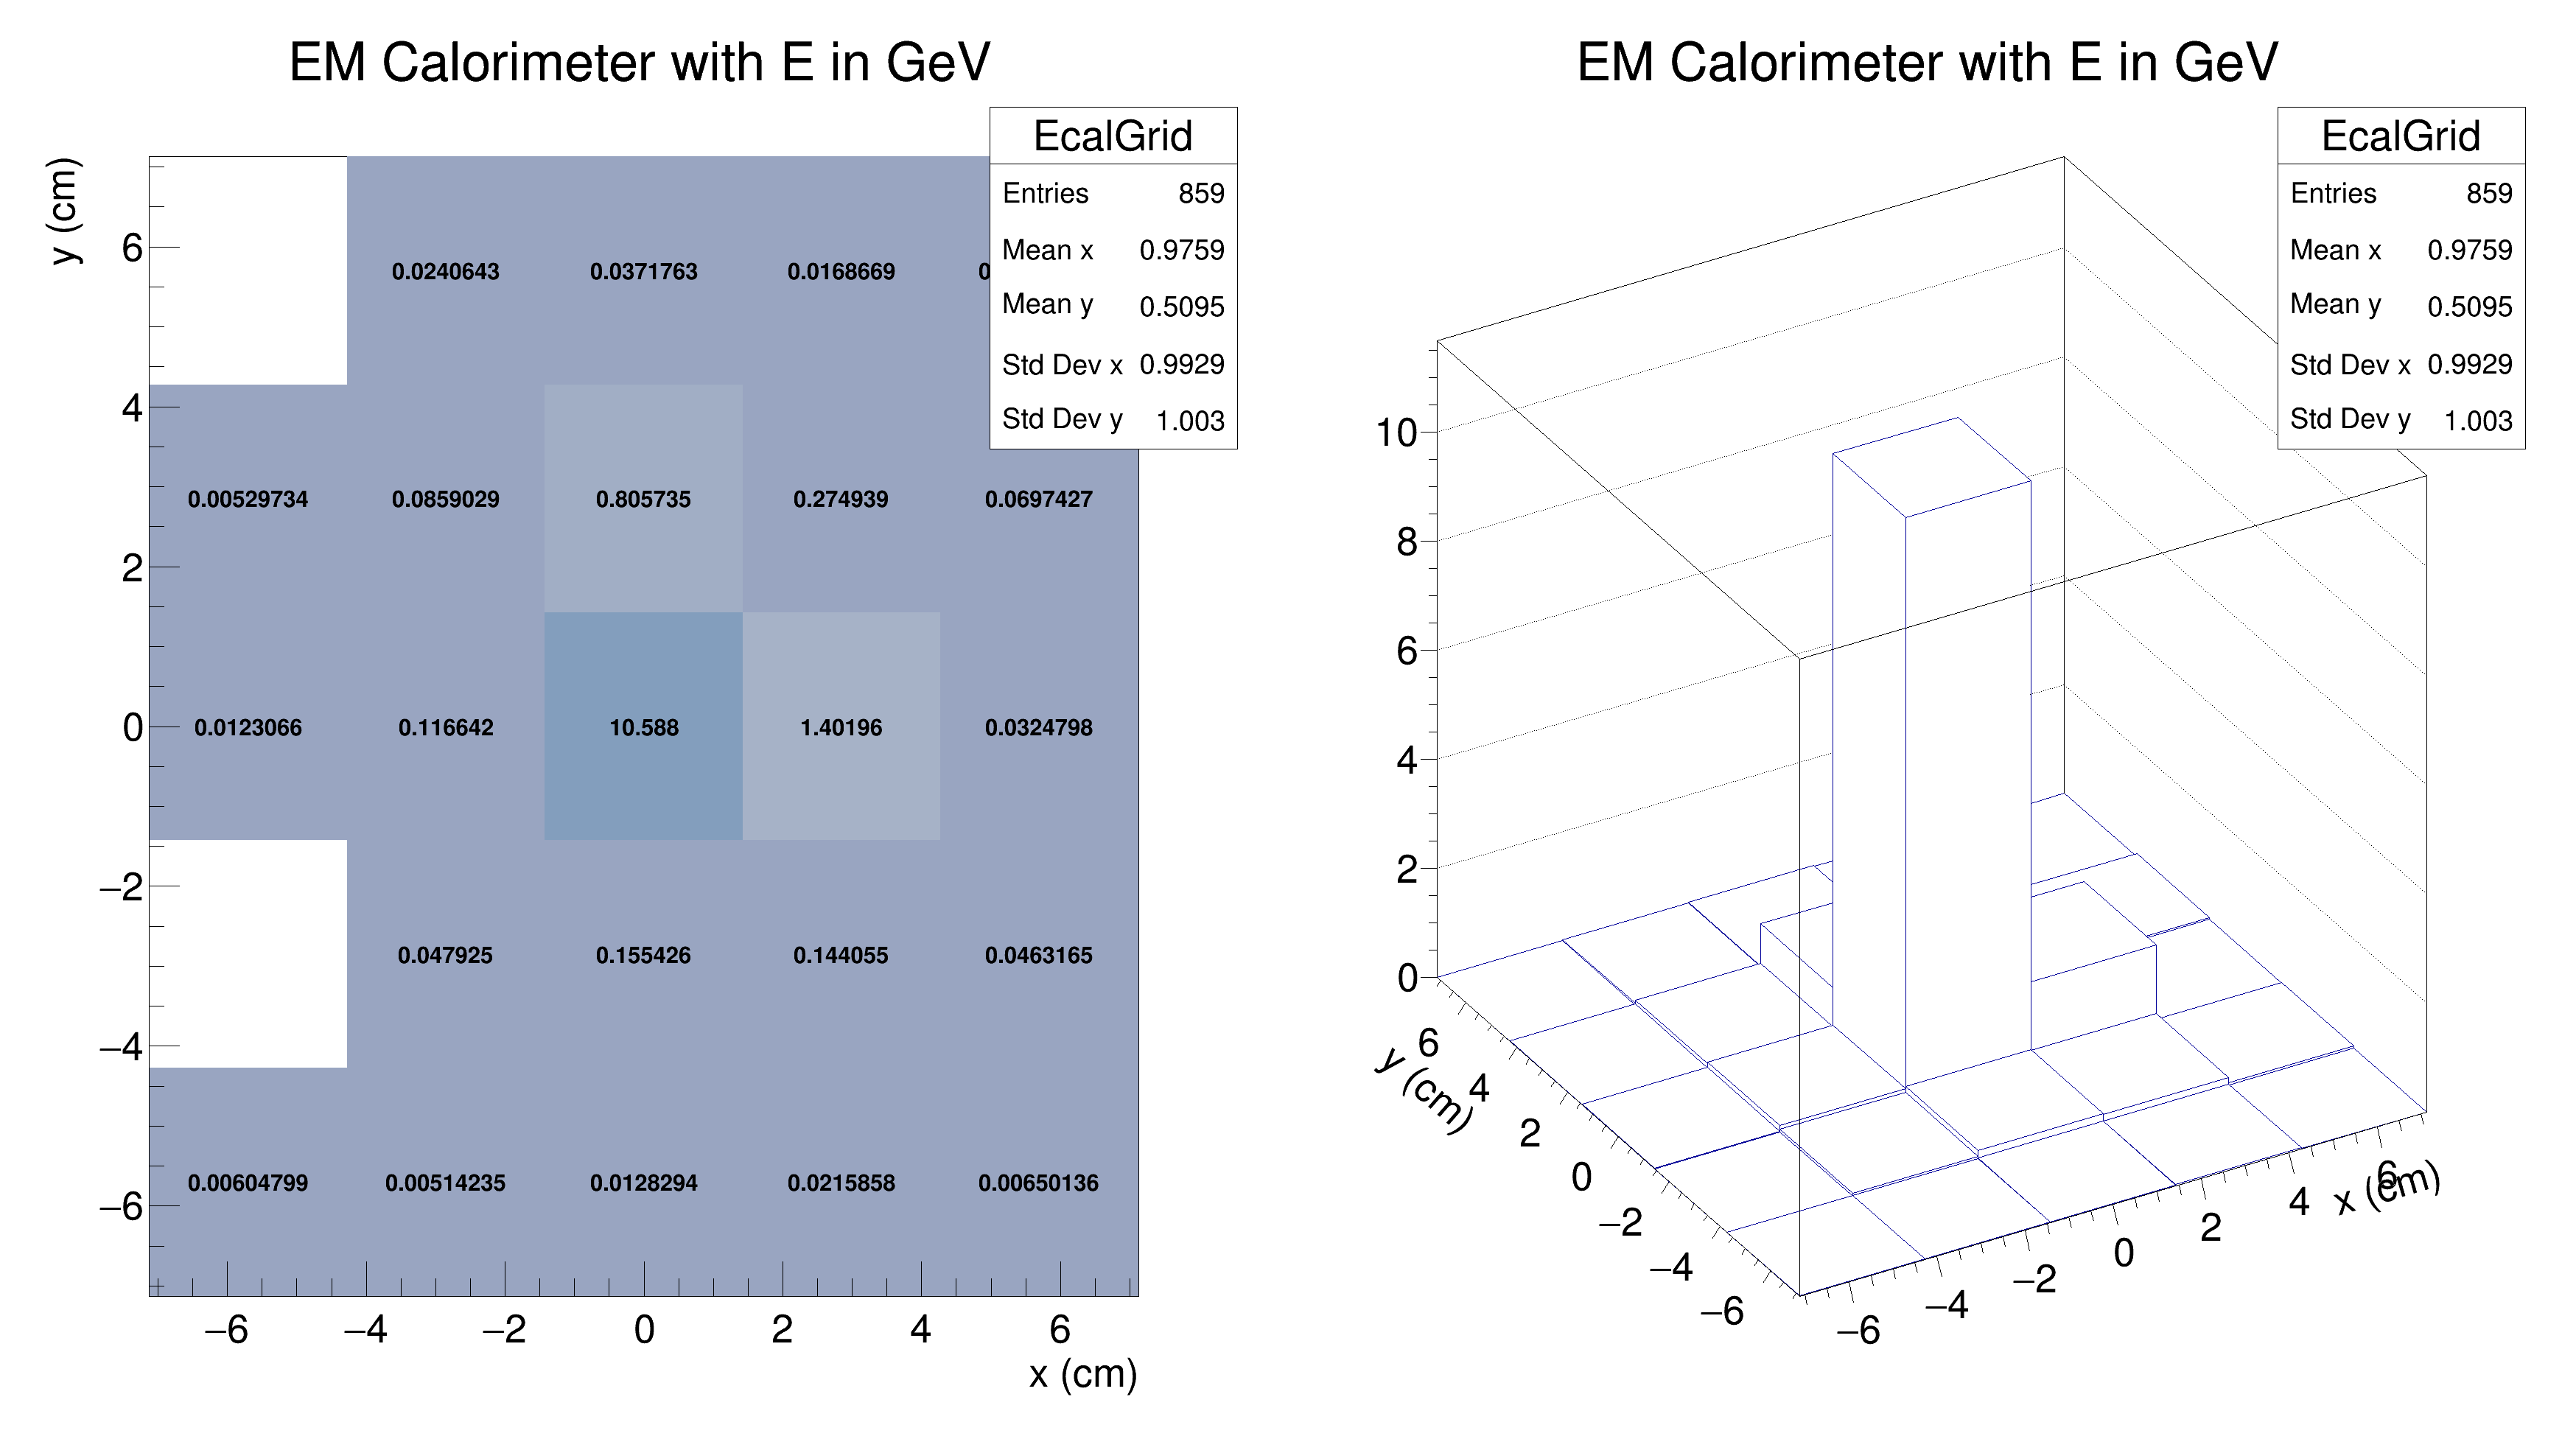 EM Calorimeter with E in GeV
EcalGrid
Entries 859
Mean x 0.9759
Mean y 0.5095
Std Dev x 0.9929
Std Dev y 1.003
y (cm)
6
4
2
0
−2
−4
−6
0.0240643 0.0371763 0.0168669
0.00529734 0.0859029 0.805735 0.274939 0.0697427
0.0123066 0.116642 10.588 1.40196 0.0324798
0.047925 0.155426 0.144055 0.0463165
0.00604799 0.00514235 0.0128294 0.0215858 0.00650136
−6 −4 −2 0 2 4 6
x (cm)
EM Calorimeter with E in GeV
EcalGrid
Entries 859
Mean x 0.9759
Mean y 0.5095
Std Dev x 0.9929
Std Dev y 1.003
10
8
6
4
2
0
y (cm)
6
4
2
0
−2
−4
−6
−6 −4 −2 0 2 4 6
x (cm)